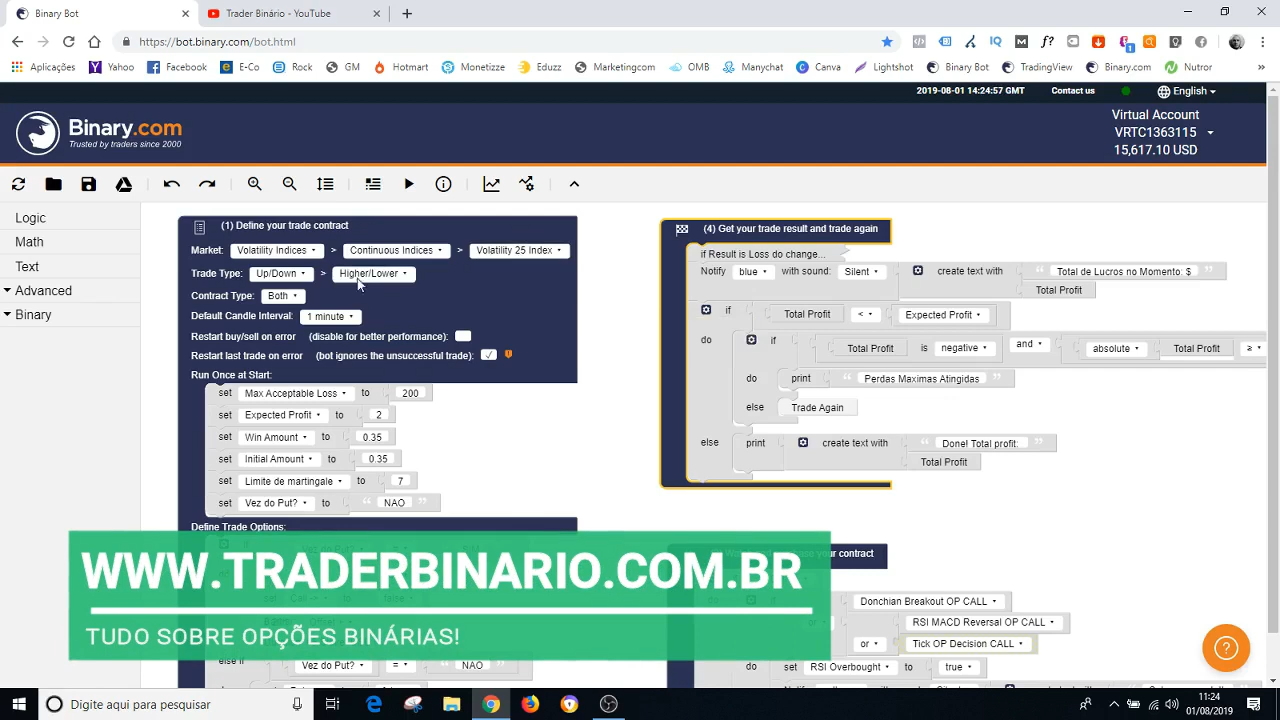 Binary Bot
Trader Binário - YouTube
https://bot.binary.com/bot.html
Aplicações Yahoo Facebook E-Co Rock GM Hotmart Monetizze Eduzz Marketingcom OMB Manychat Canva Lightshot Binary Bot TradingView Binary.com Nutror
2019-08-01 14:24:57 GMT Contact us English
Binary.com
Trusted by traders since 2000
Virtual Account
VRTC1363115
15,617.10 USD
Logic
Math
Text
Advanced
Binary
(1) Define your trade contract
Market: Volatility Indices > Continuous Indices > Volatility 25 Index
Trade Type: Up/Down > Higher/Lower
Contract Type: Both
Default Candle Interval: 1 minute
Restart buy/sell on error (disable for better performance):
Restart last trade on error (bot ignores the unsuccessful trade):
Run Once at Start:
set Max Acceptable Loss to 200
set Expected Profit to 2
set Win Amount to 0.35
set Initial Amount to 0.35
set Limite de martingale to 7
set Vez do Put? to “ NAO ”
Define Trade Options:
else if Vez do Put? = NAO
(4) Get your trade result and trade again
if Result is Loss do change...
Notify blue with sound: Silent create text with “ Total de Lucros no Momento: $ ”
Total Profit
if Total Profit < Expected Profit
do if Total Profit is negative and absolute Total Profit ≥
do print “ Perdas Maximas Atingidas ”
else Trade Again
else print create text with “ Done! Total profit: ”
Total Profit
your contract
Donchian Breakout OP CALL
RSI MACD Reversal OP CALL
or Tick OP Decision CALL
do set RSI Overbought to true
WWW.TRADERBINARIO.COM.BR
TUDO SOBRE OPÇÕES BINÁRIAS!
Digite aqui para pesquisar
11:24
01/08/2019